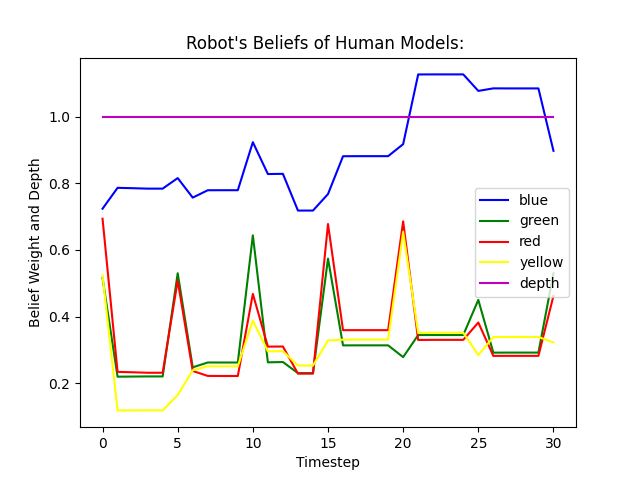 Robot's Beliefs of Human Models:
Belief Weight and Depth
1.0
0.8
0.6
0.4
0.2
blue
green
red
yellow
depth
0 5 10 15 20 25 30
Timestep